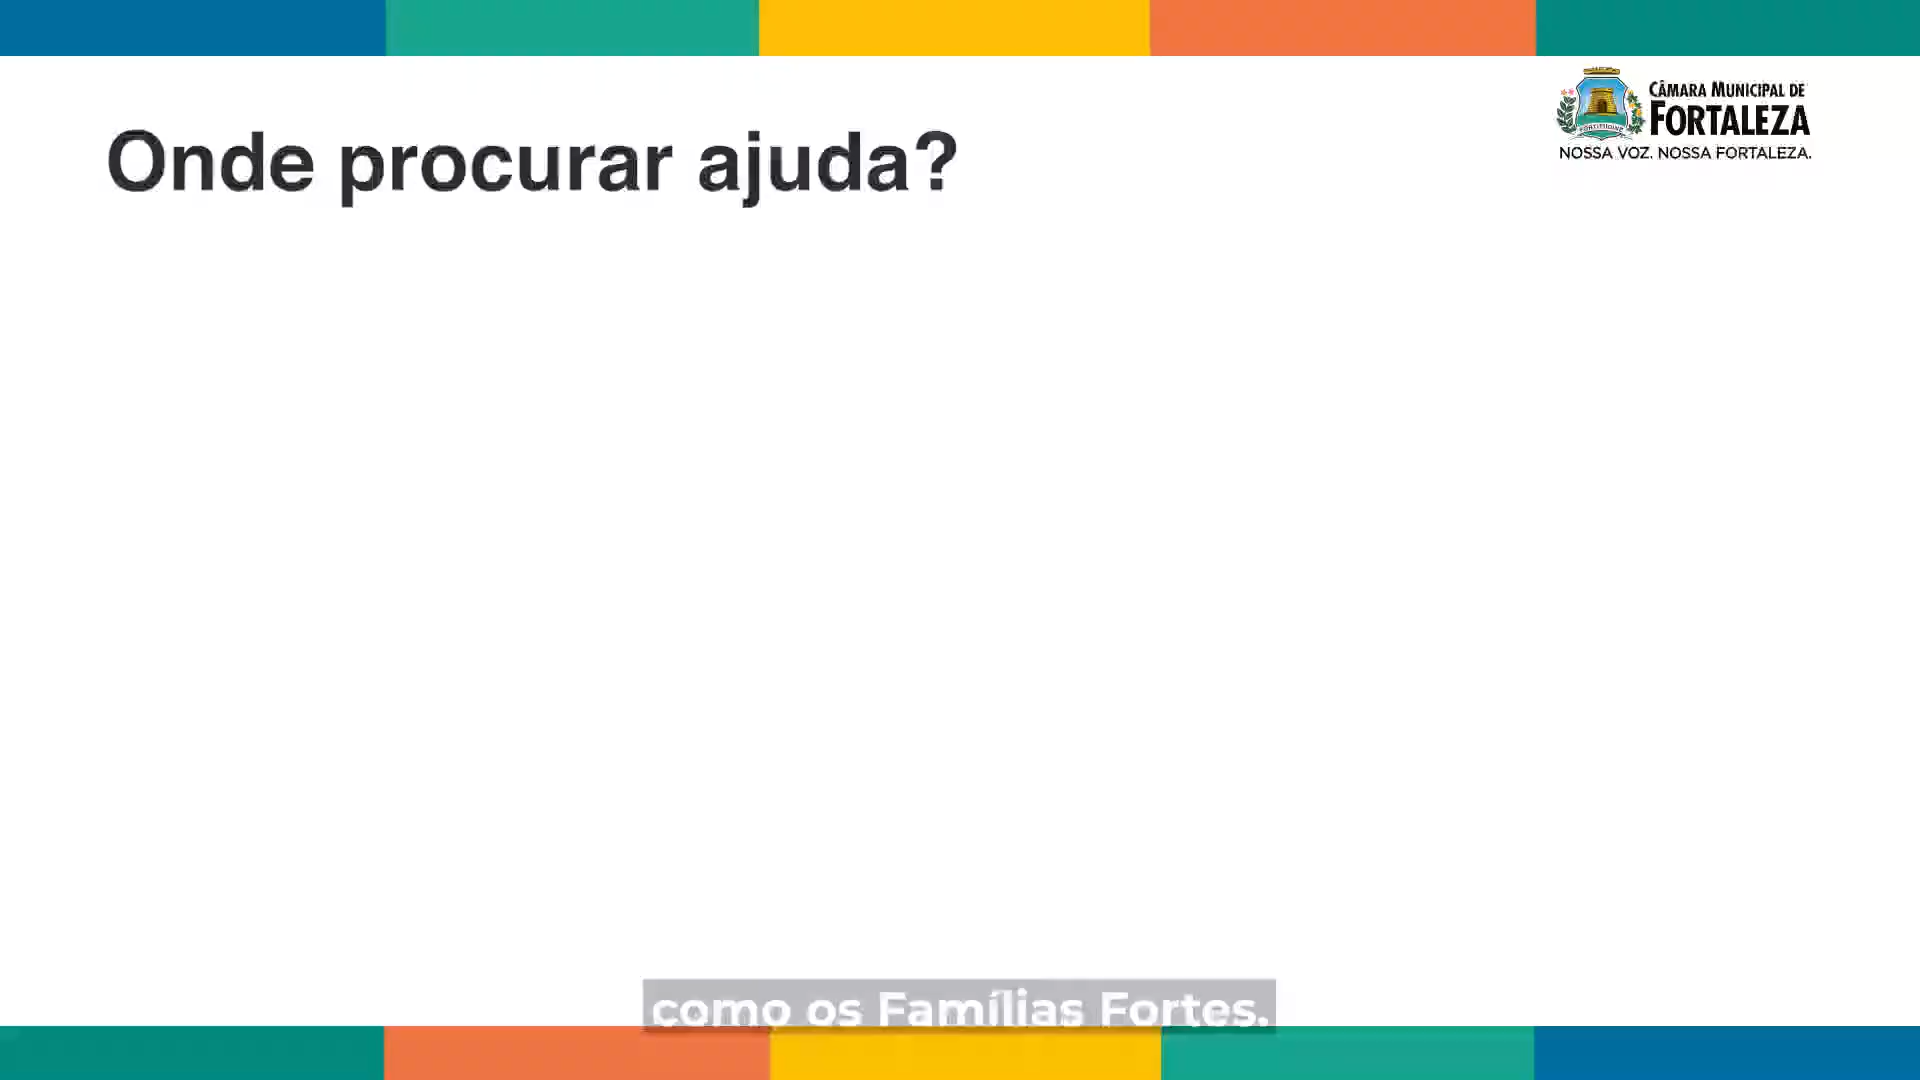 CÂMARA MUNICIPAL DE
FORTALEZA
NOSSA VOZ. NOSSA FORTALEZA.
Onde procurar ajuda?
como os Famílias Fortes.